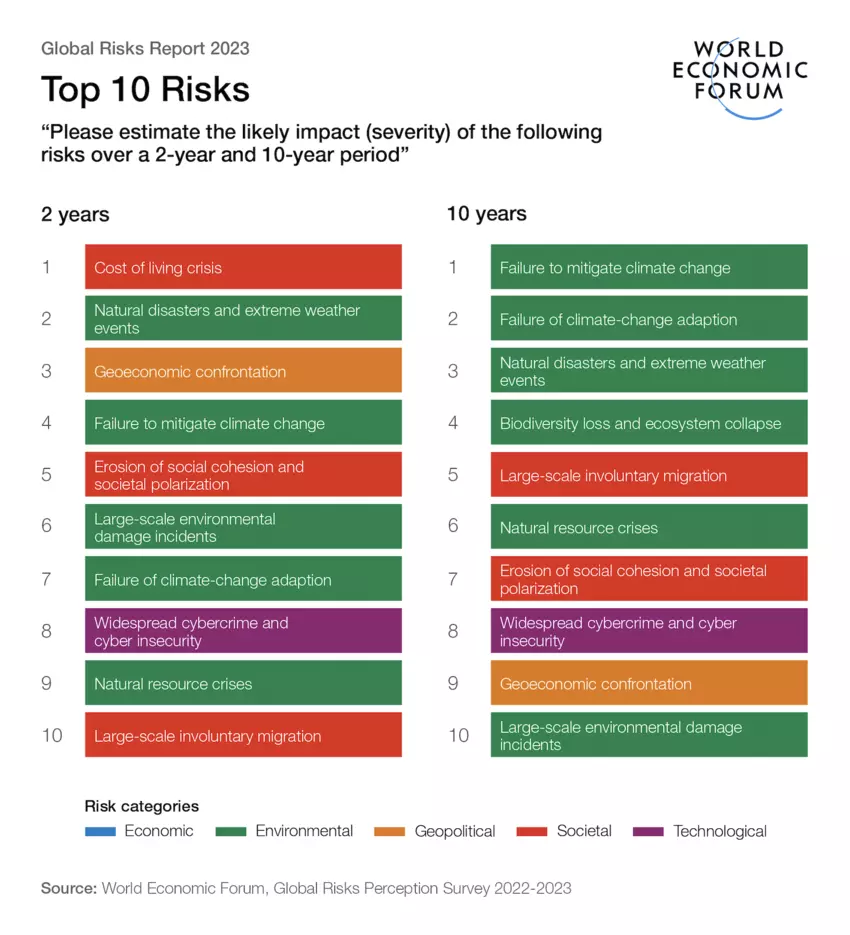 Global Risks Report 2023
WORLD
ECONOMIC
FORUM
Top 10 Risks
“Please estimate the likely impact (severity) of the following
risks over a 2-year and 10-year period”
2 years
1
Cost of living crisis
2
Natural disasters and extreme weather
events
3
Geoeconomic confrontation
4
Failure to mitigate climate change
5
Erosion of social cohesion and
societal polarization
6
Large-scale environmental
damage incidents
7
Failure of climate-change adaption
8
Widespread cybercrime and
cyber insecurity
9
Natural resource crises
10
Large-scale involuntary migration
10 years
1
Failure to mitigate climate change
2
Failure of climate-change adaption
3
Natural disasters and extreme weather
events
4
Biodiversity loss and ecosystem collapse
5
Large-scale involuntary migration
6
Natural resource crises
7
Erosion of social cohesion and societal
polarization
8
Widespread cybercrime and cyber
insecurity
9
Geoeconomic confrontation
10
Large-scale environmental damage
incidents
Risk categories
Economic
Environmental
Geopolitical
Societal
Technological
Source: World Economic Forum, Global Risks Perception Survey 2022-2023